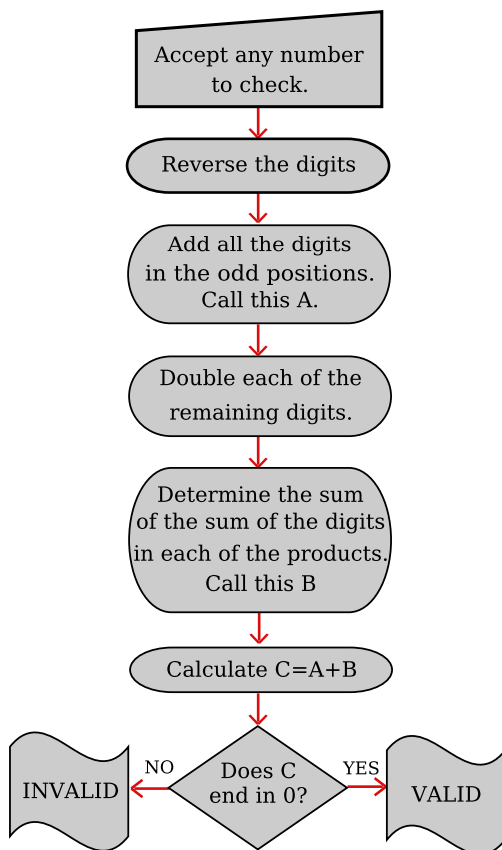 Accept any number
to check.
Reverse the digits
Add all the digits
in the odd positions.
Call this A.
Double each of the
remaining digits.
Determine the sum
of the sum of the digits
in each of the products.
Call this B
Calculate C=A+B
Does C
end in 0?
NO
INVALID
YES
VALID